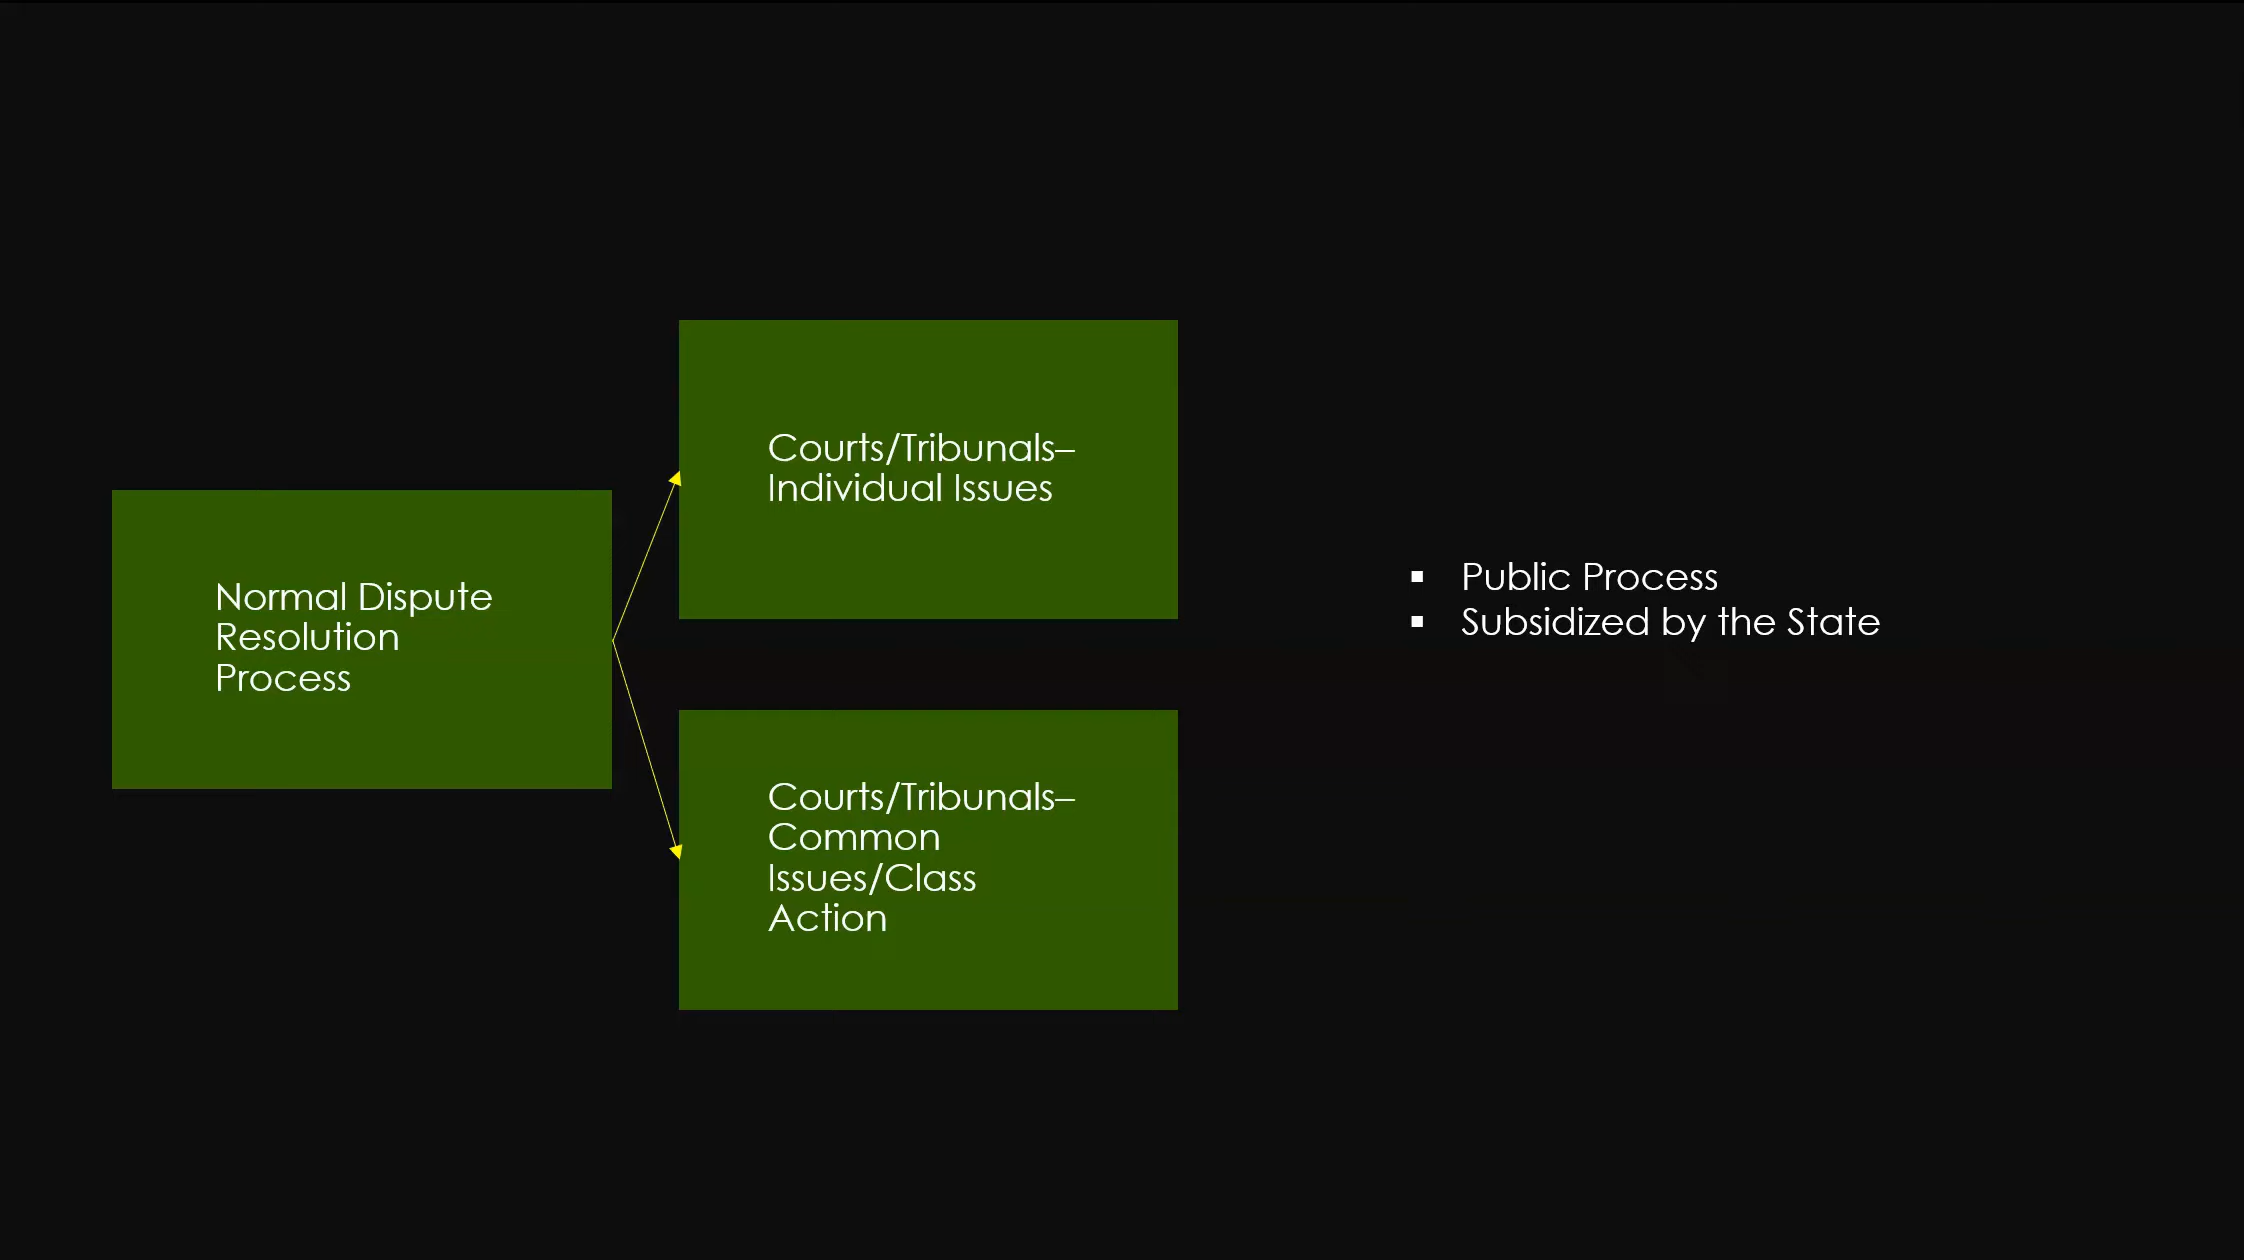 Normal Dispute
Resolution
Process
Courts/Tribunals–
Individual Issues
Courts/Tribunals–
Common
Issues/Class
Action
▪ Public Process
▪ Subsidized by the State